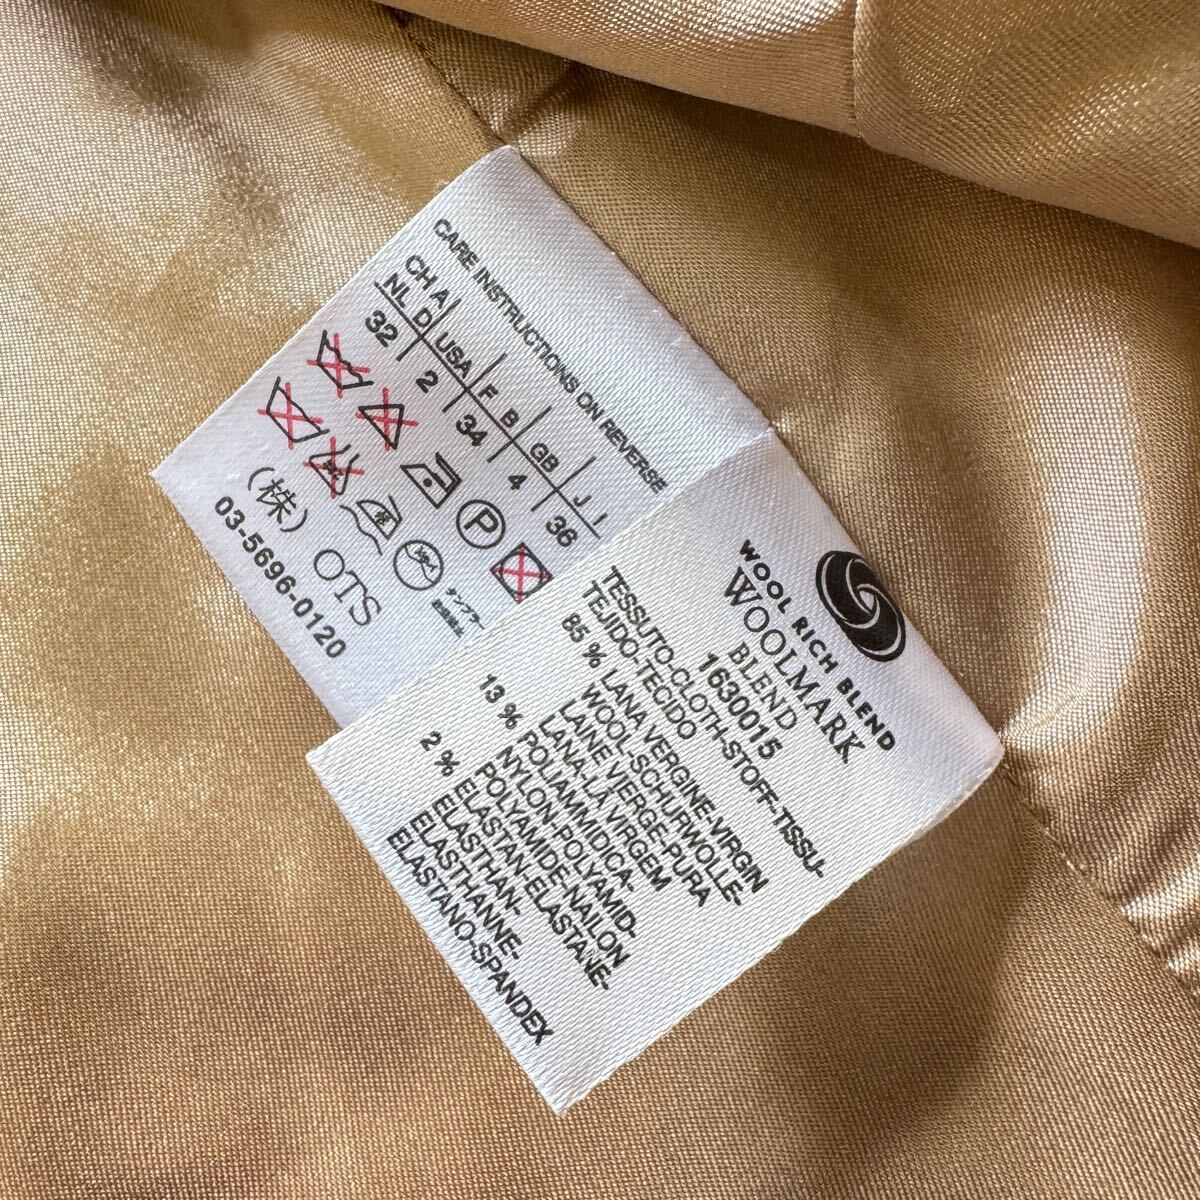 CARE INSTRUCTIONS ON REVERSE
CH A
NL D USA F B GB J I
32 2 34 4 36
P
(株) OTS
03-5696-0120
WOOL RICH BLEND
WOOLMARK
BLEND
1630015
TESSUTO-CLOTH-STOFF-TISSU-
TEJIDO-TECIDO
85 % LANA VERGINE-VIRGIN
WOOL-SCHURWOLLE-
LAINE VIERGE-PURA
LANA-LA VIRGEM
13 % POLIAMMIDICA-
NYLON-POLYAMID-
POLYAMIDE-NAILON
2 % ELASTAN-ELASTANE-
ELASTHAN-
ELASTHANNE-
ELASTANO-SPANDEX